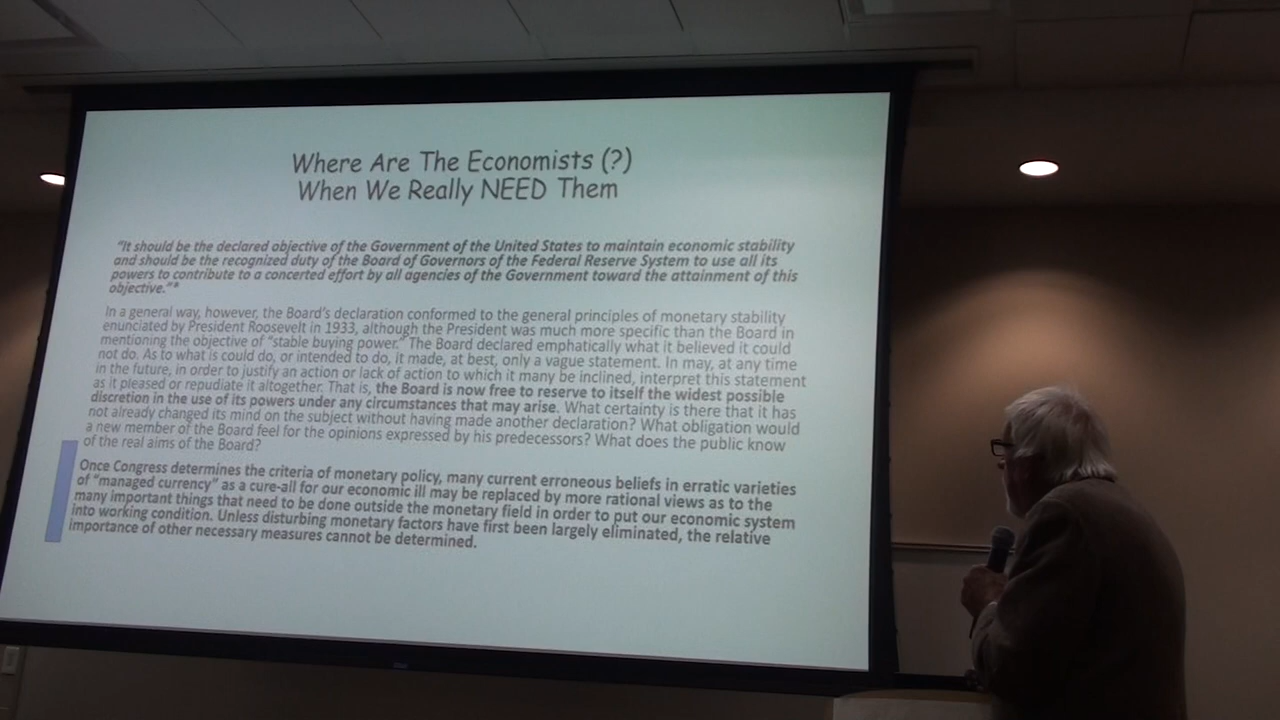 Where Are The Economists (?)
When We Really NEED Them
"It should be the declared objective of the Government of the United States to maintain economic stability
and should be the recognized duty of the Board of Governors of the Federal Reserve System to use all its
powers to contribute to a concerted effort by all agencies of the Government toward the attainment of this
objective."*
In a general way, however, the Board's declaration conformed to the general principles of monetary stability
enunciated by President Roosevelt in 1933, although the President was much more specific than the Board in
mentioning the objective of "stable buying power." The Board declared emphatically what it believed it could
not do. As to what is could do, or intended to do, it made, at best, only a vague statement. In may, at any time
in the future, in order to justify an action or lack of action to which it many be inclined, interpret this statement
as it pleased or repudiate it altogether. That is, the Board is now free to reserve to itself the widest possible
discretion in the use of its powers under any circumstances that may arise. What certainty is there that it has
not already changed its mind on the subject without having made another declaration? What obligation would
a new member of the Board feel for the opinions expressed by his predecessors? What does the public know
of the real aims of the Board?
Once Congress determines the criteria of monetary policy, many current erroneous beliefs in erratic varieties
of "managed currency" as a cure-all for our economic ill may be replaced by more rational views as to the
many important things that need to be done outside the monetary field in order to put our economic system
into working condition. Unless disturbing monetary factors have first been largely eliminated, the relative
importance of other necessary measures cannot be determined.